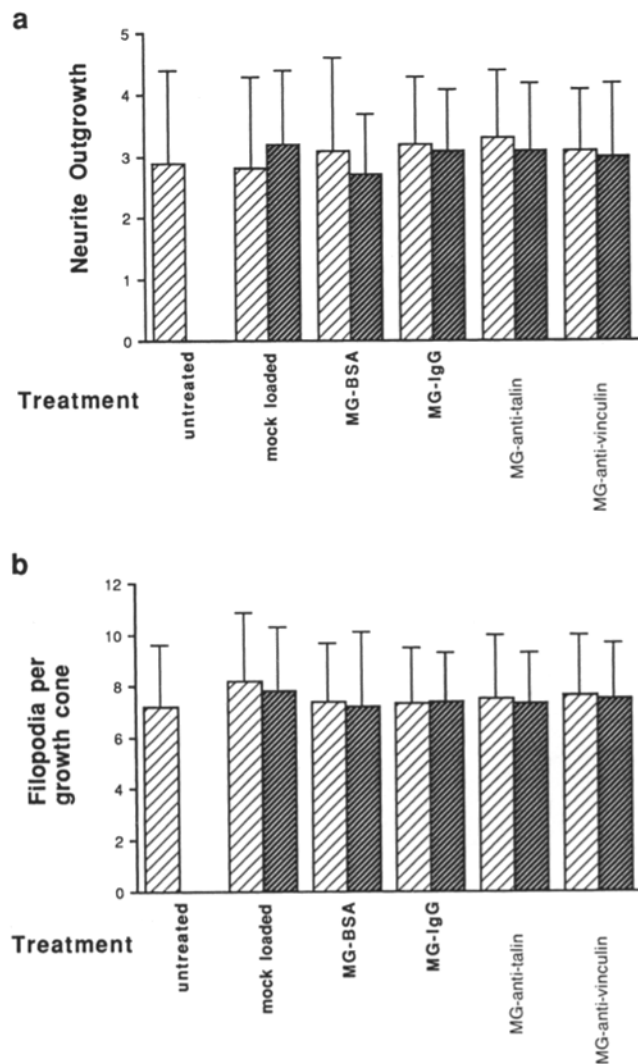 a
5
4
3
2
1
0
Neurite Outgrowth
Treatment
untreated
mock loaded
MG-BSA
MG-IgG
MG-anti-talin
MG-anti-vinculin
b
12
10
8
6
4
2
0
Filopodia per
growth cone
Treatment
untreated
mock loaded
MG-BSA
MG-IgG
MG-anti-talin
MG-anti-vinculin